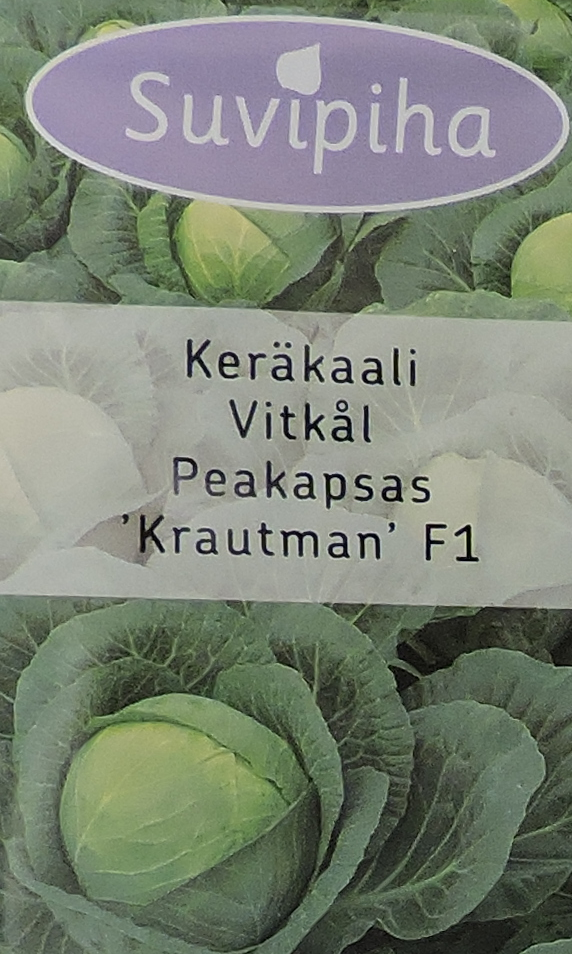 Suvipiha
Keräkaali
Vitkål
Peakapsas
'Krautman' F1